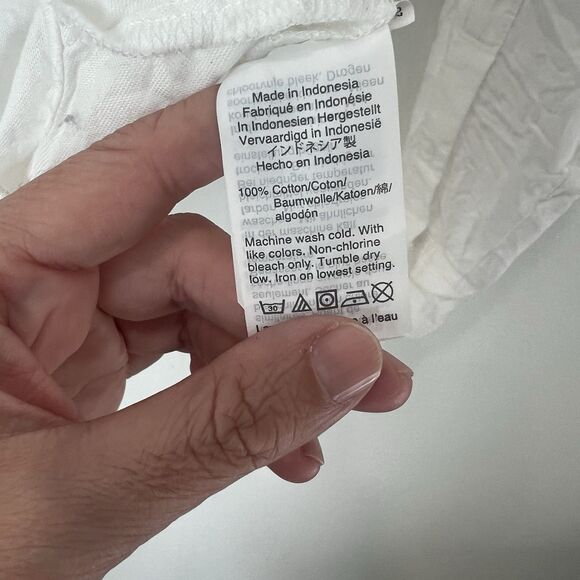 Made in Indonesia
Fabriqué en Indonésie
In Indonesien Hergestellt
Vervaardigd in Indonesië
インドネシア製
Hecho en Indonesia
100% Cotton/Coton/
Baumwolle/Katoen/綿/
algodón
Machine wash cold. With
like colors. Non-chlorine
bleach only. Tumble dry
low. Iron on lowest setting.
30
à l'eau